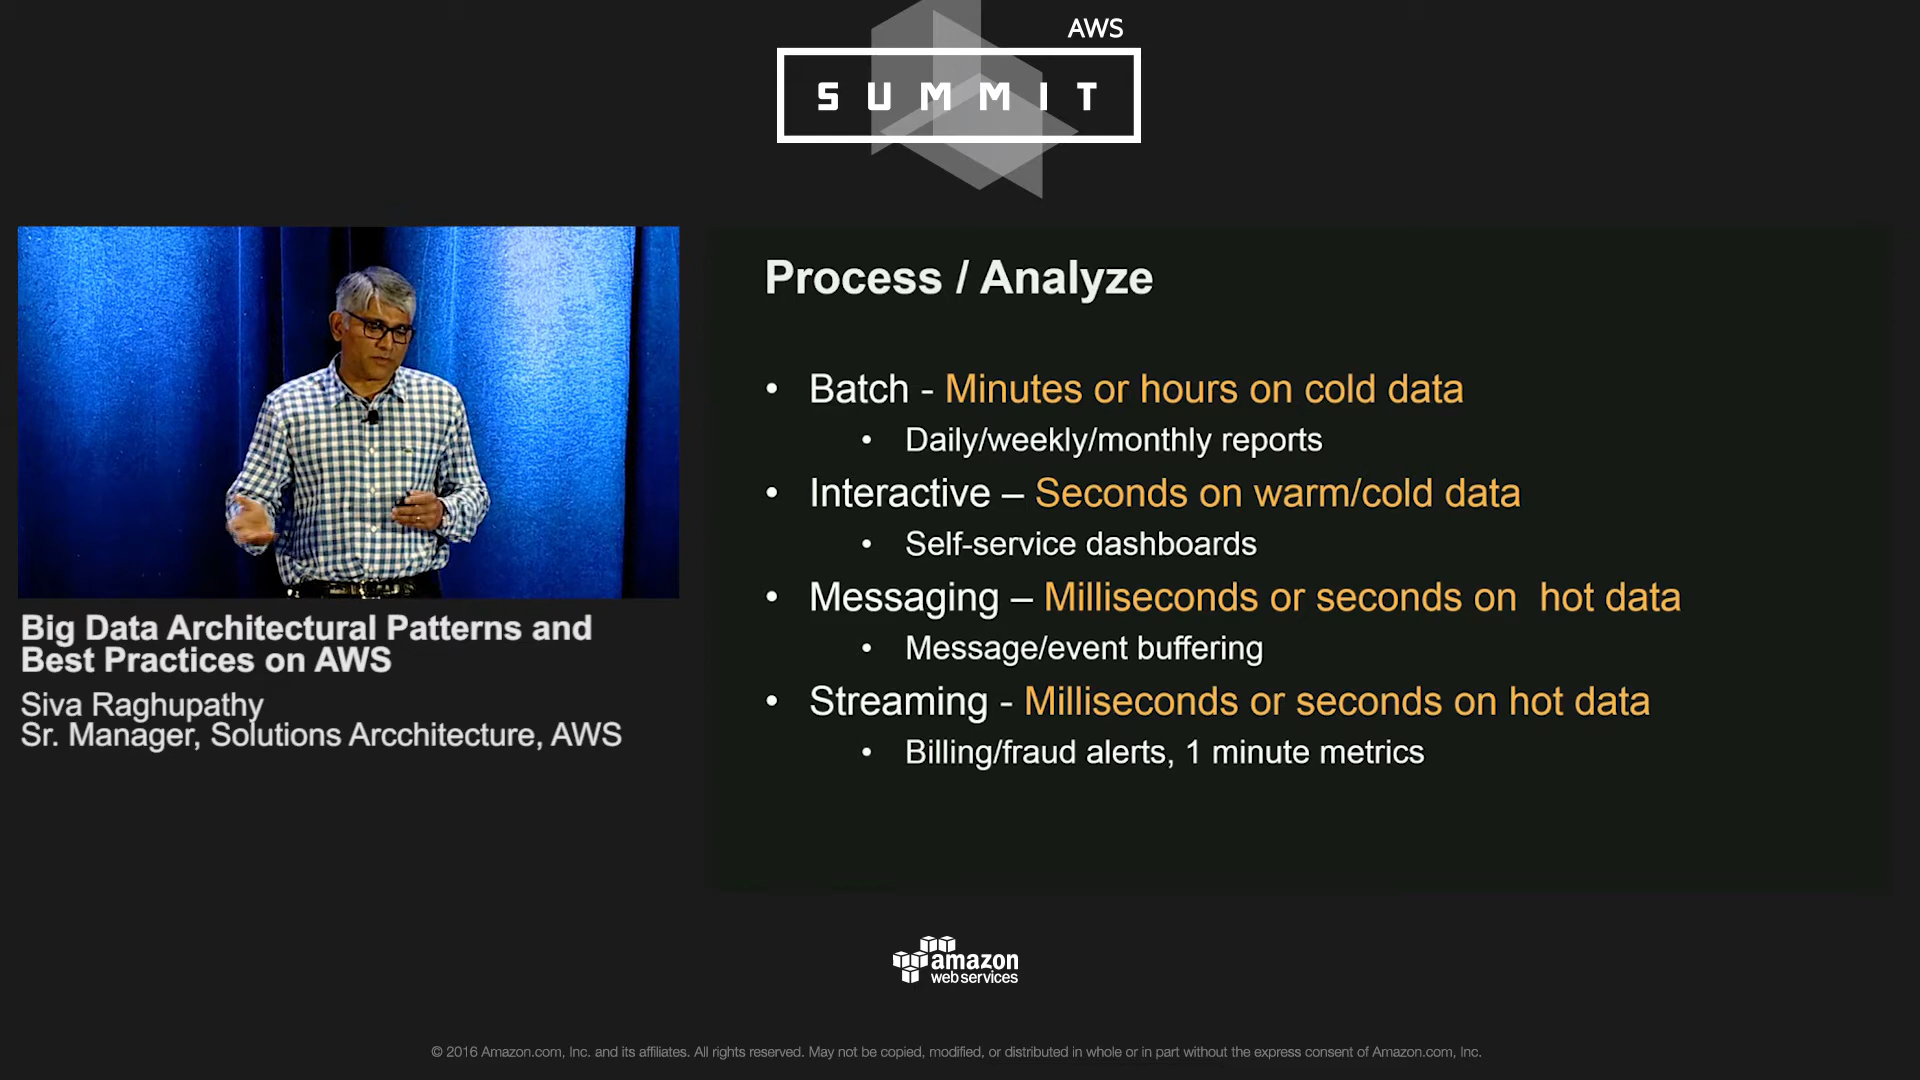 AWS
SUMMIT
Big Data Architectural Patterns and
Best Practices on AWS
Siva Raghupathy
Sr. Manager, Solutions Arcchitecture, AWS
Process / Analyze
• Batch - Minutes or hours on cold data
• Daily/weekly/monthly reports
• Interactive – Seconds on warm/cold data
• Self-service dashboards
• Messaging – Milliseconds or seconds on  hot data
• Message/event buffering
• Streaming - Milliseconds or seconds on hot data
• Billing/fraud alerts, 1 minute metrics
amazon
webservices
© 2016 Amazon.com, Inc. and its affiliates. All rights reserved. May not be copied, modified, or distributed in whole or in part without the express consent of Amazon.com, Inc.